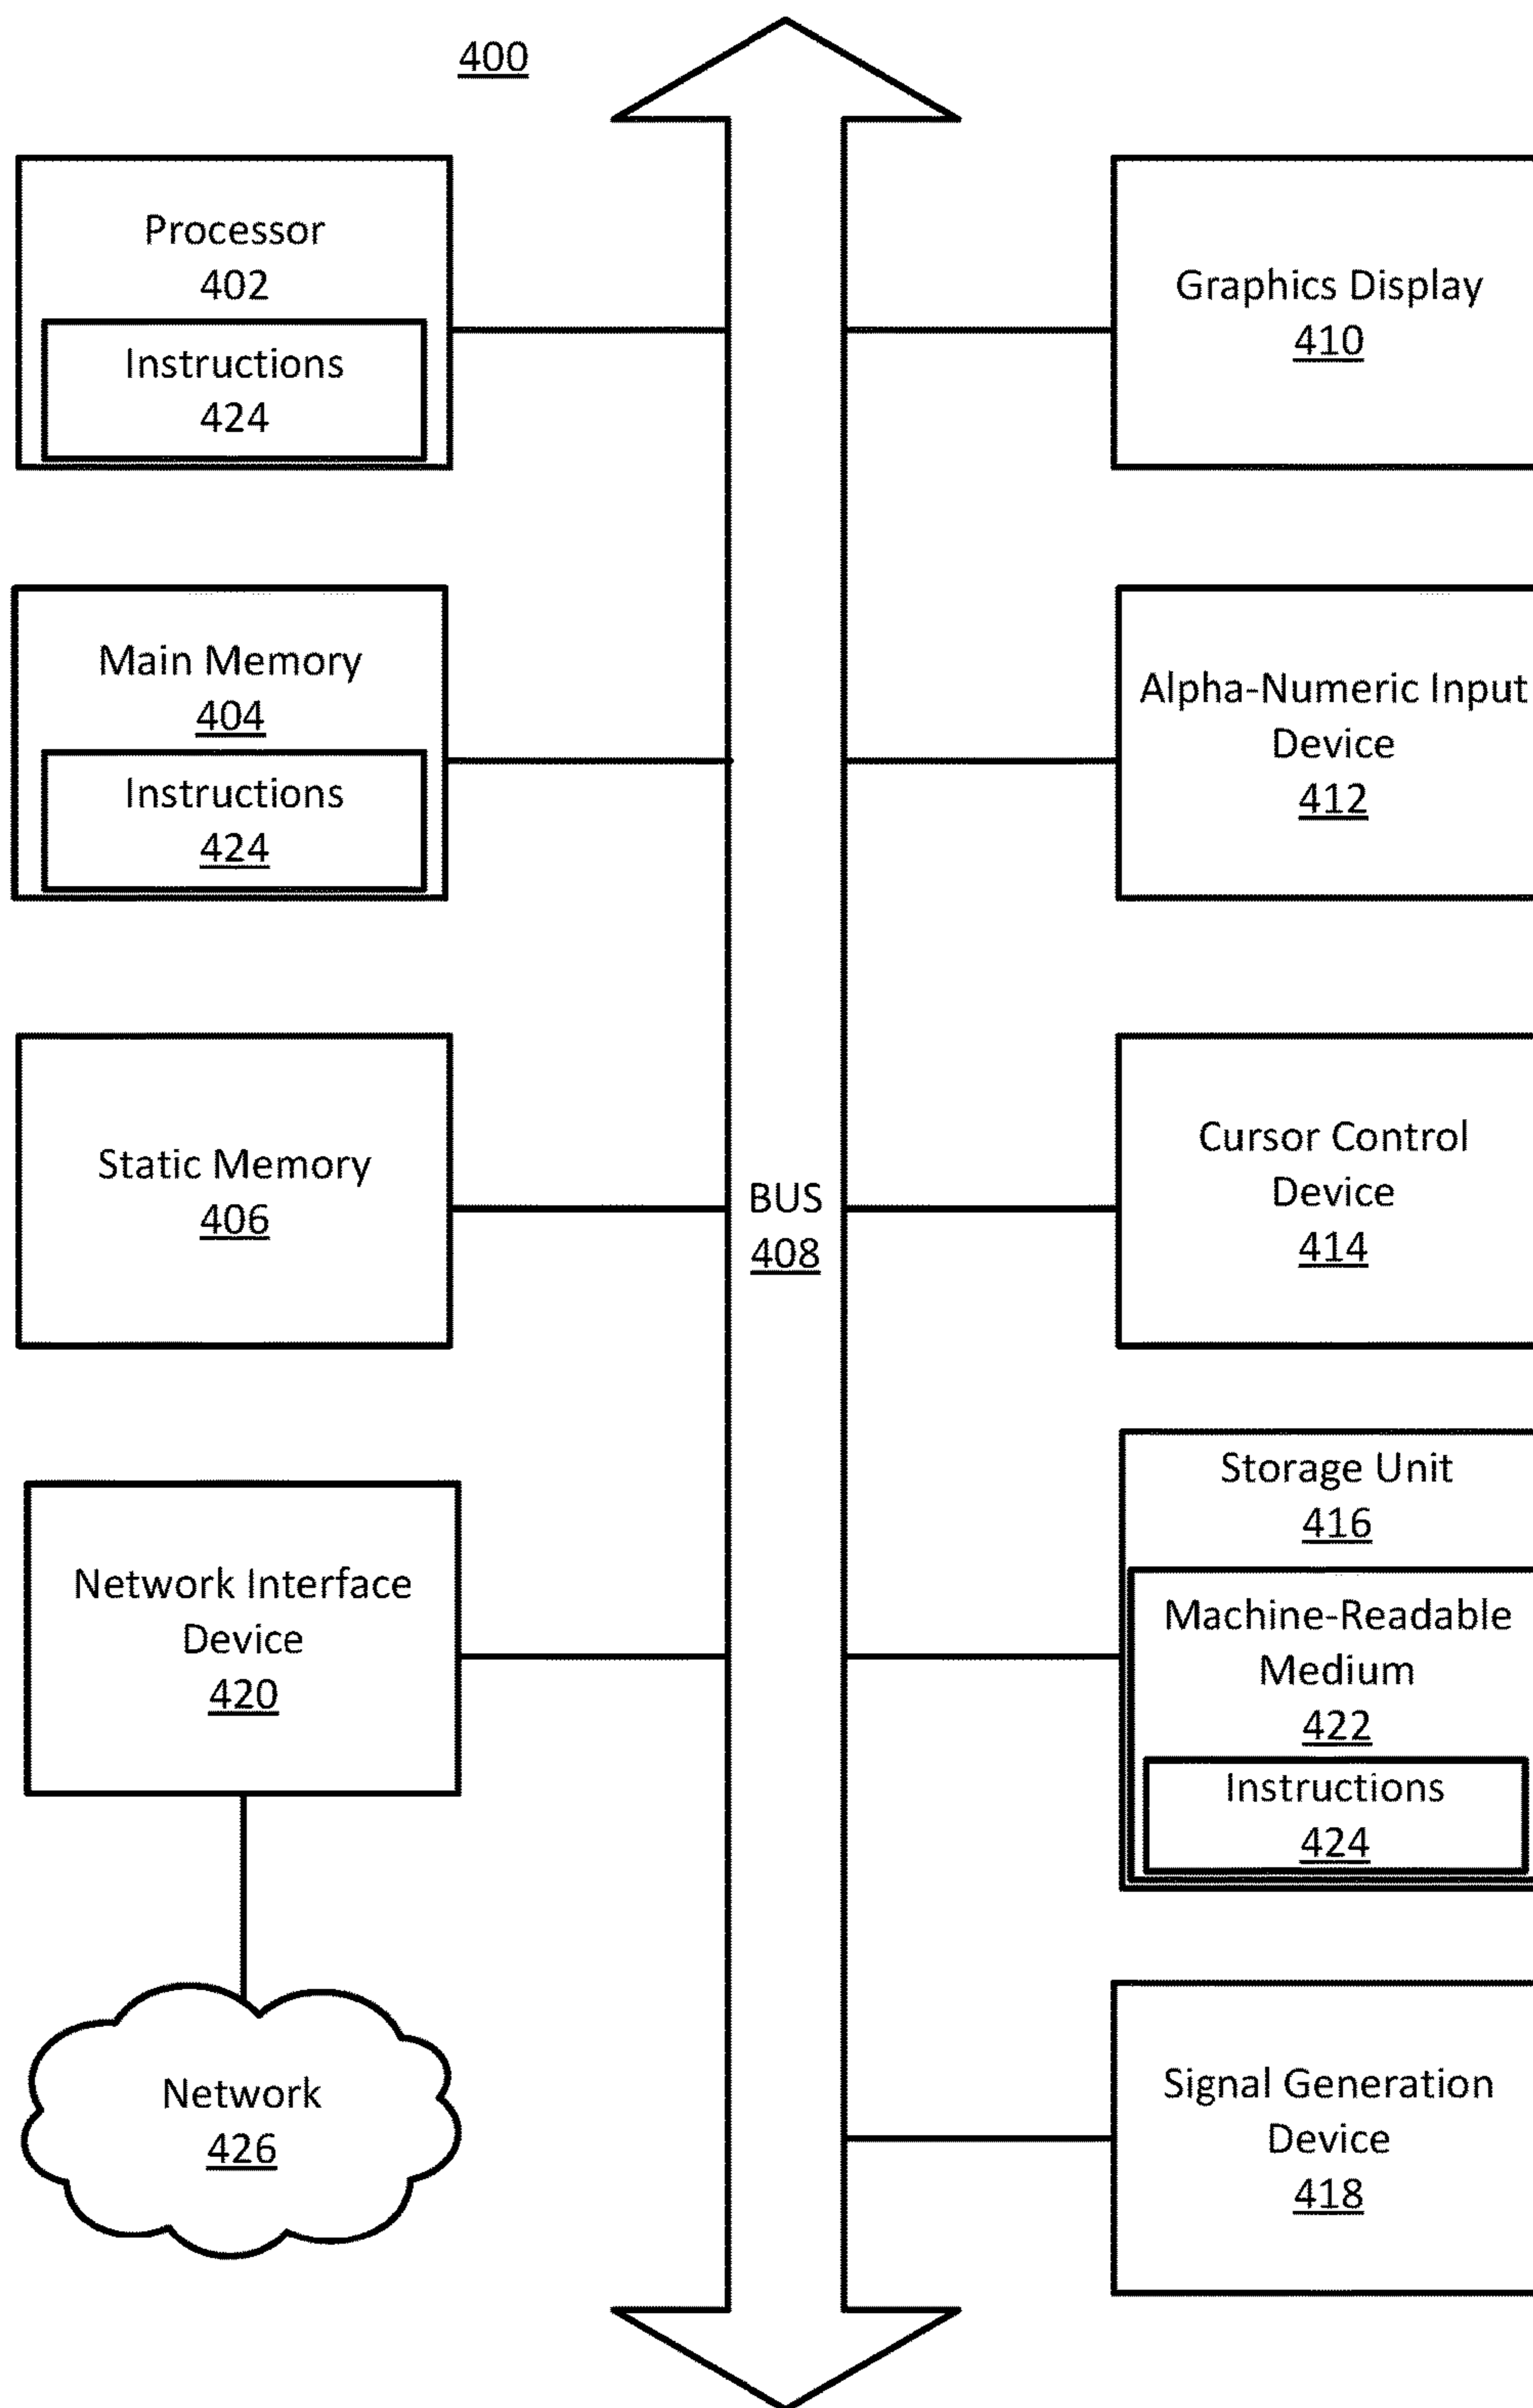 400
Processor
402
Instructions
424
Main Memory
404
Instructions
424
Static Memory
406
Network Interface
Device
420
Network
426
BUS
408
Graphics Display
410
Alpha-Numeric Input
Device
412
Cursor Control
Device
414
Storage Unit
416
Machine-Readable
Medium
422
Instructions
424
Signal Generation
Device
418